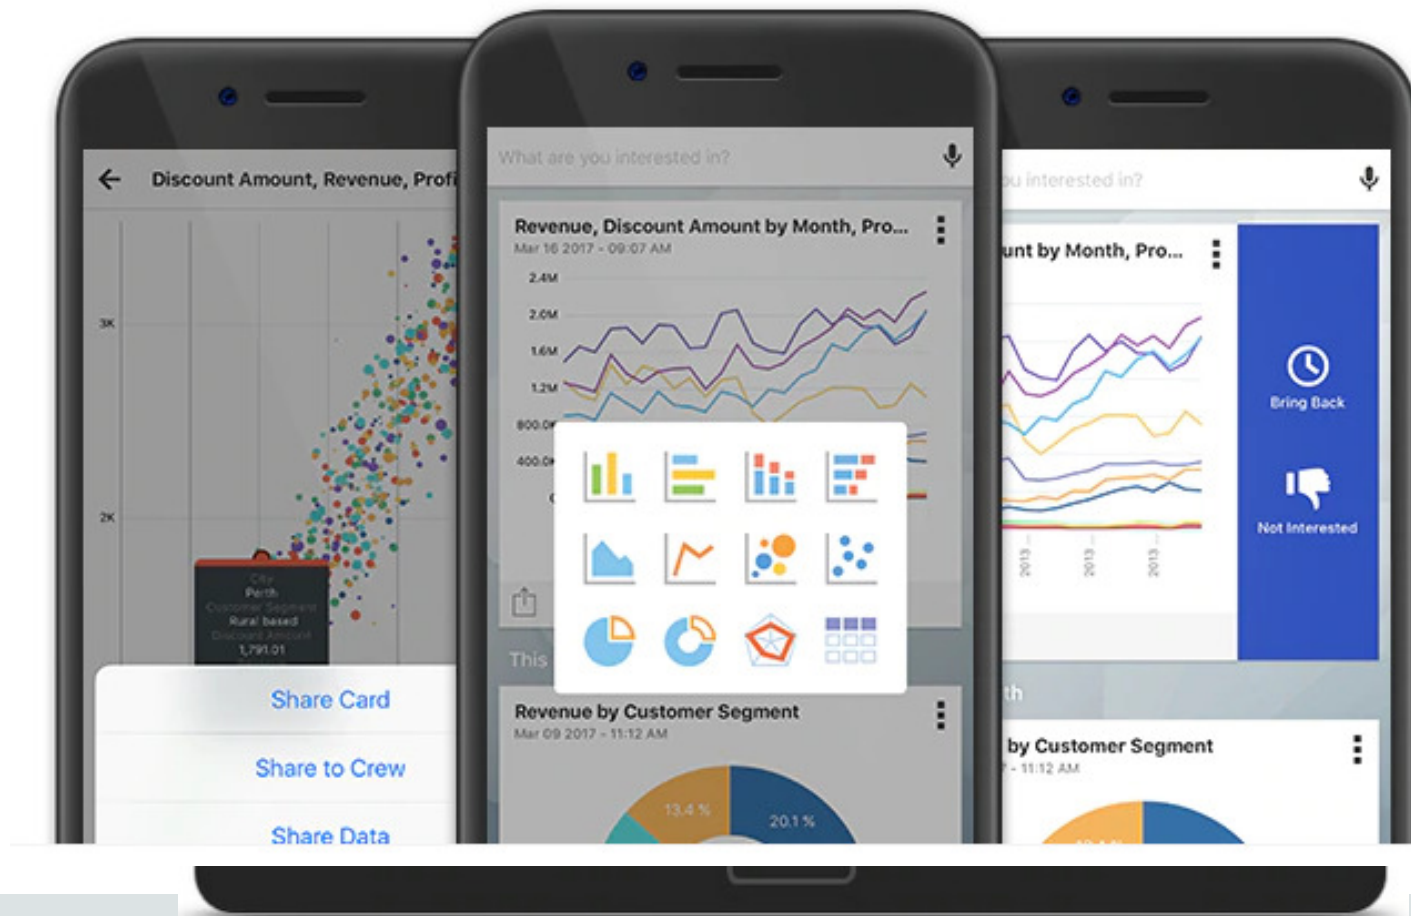 Discount Amount, Revenue, Profi
3K
2K
City
Perth
Customer Segment
Rural based
Discount Amount
1,791.01
Share Card
Share to Crew
Share Data
What are you interested in?
Revenue, Discount Amount by Month, Pro...
Mar 16 2017 - 09:07 AM
2.4M
2.0M
1.6M
1.2M
800.0K
400.0K
This
Revenue by Customer Segment
Mar 09 2017 - 11:12 AM
13.4 %
20.1 %
ou interested in?
unt by Month, Pro...
Bring Back
Not Interested
2013 ...
2013 ...
2013 ...
th
by Customer Segment
7 - 11:12 AM